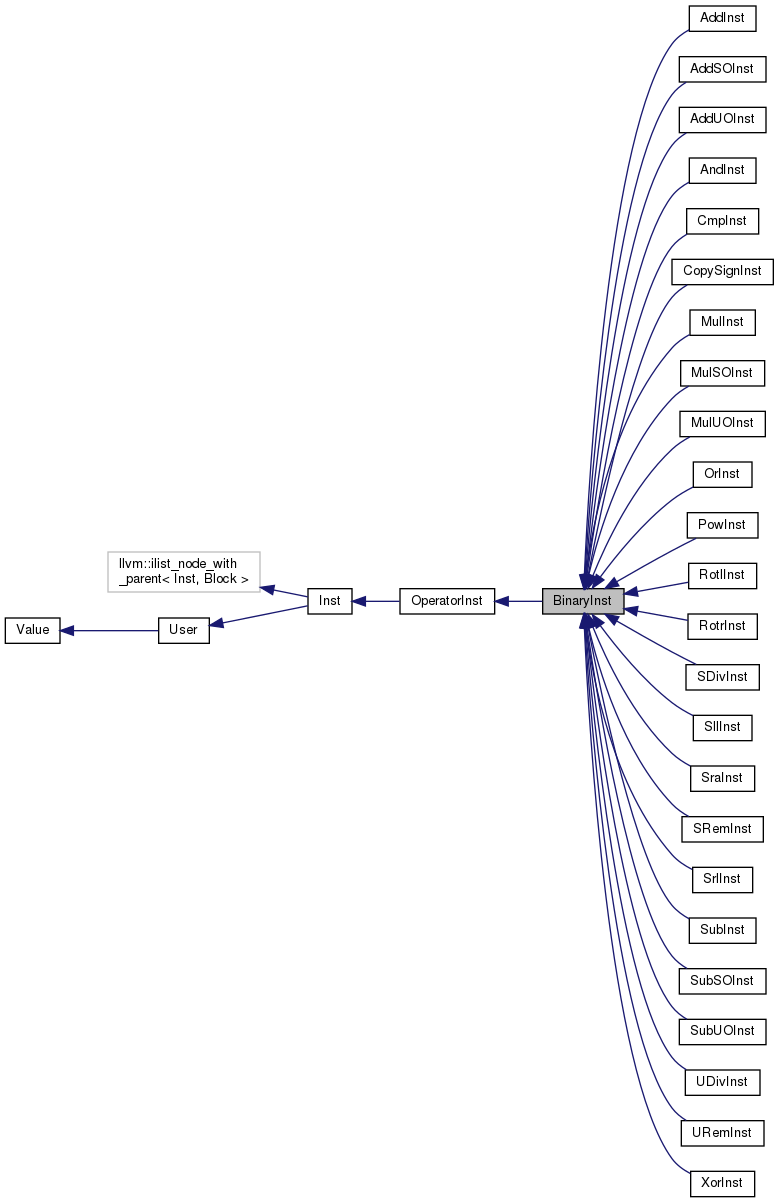 AddInst
AddSOInst
AddUOInst
AndInst
CmpInst
CopySignInst
MulInst
MulSOInst
MulUOInst
OrInst
PowInst
llvm::ilist_node_with
_parent< Inst, Block >
RotlInst
Inst
OperatorInst
BinaryInst
RotrInst
Value
User
SDivInst
SllInst
SraInst
SRemInst
SrlInst
SubInst
SubSOInst
SubUOInst
UDivInst
URemInst
XorInst